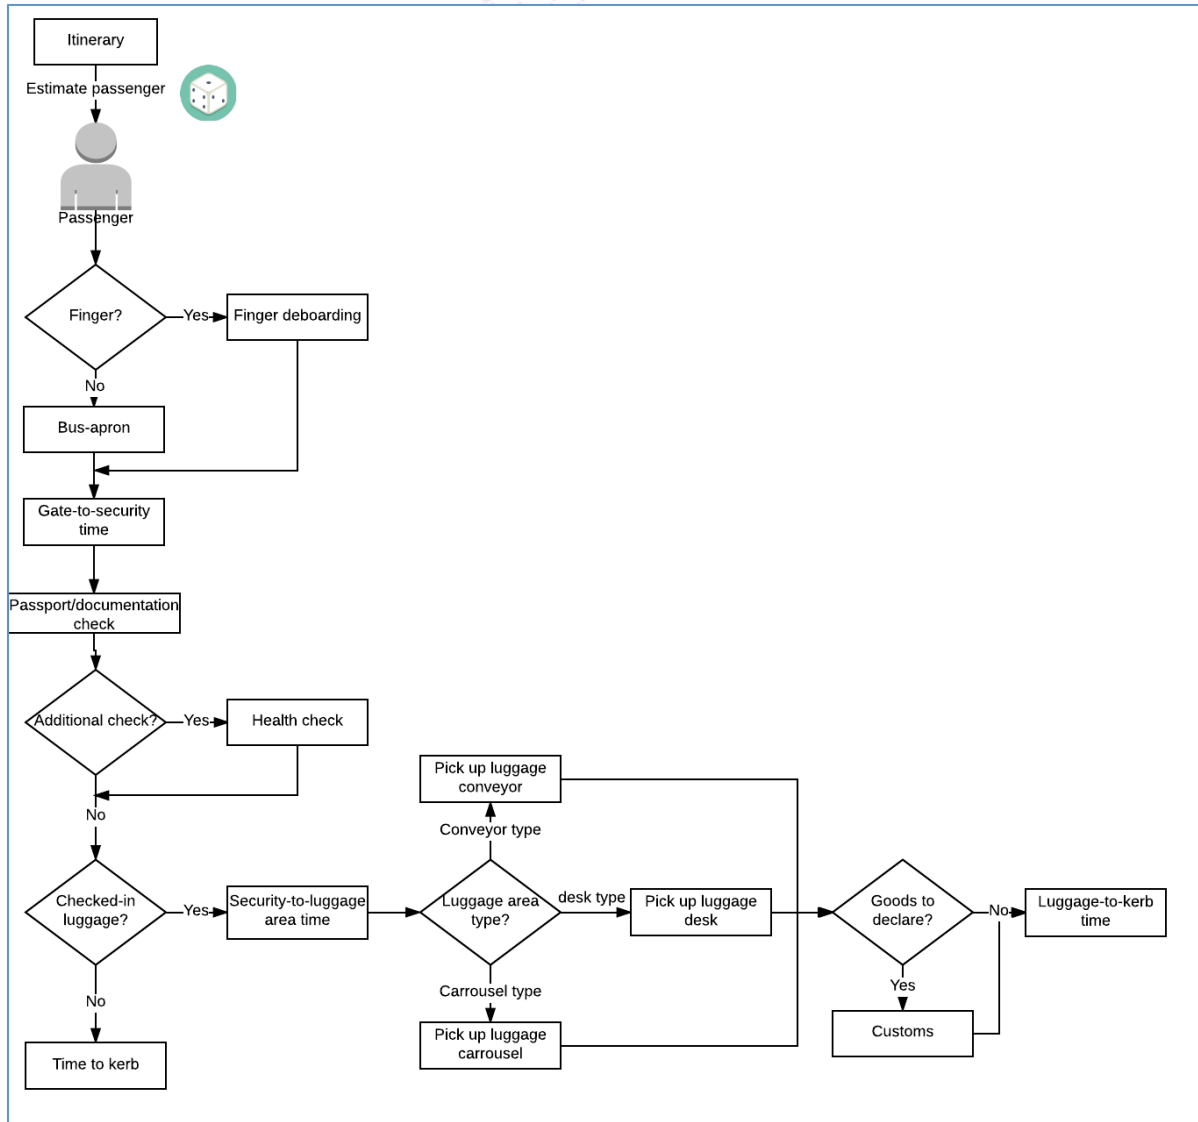 Itinerary
Estimate passenger
Passenger
Finger?
Yes
Finger deboarding
No
Bus-apron
Gate-to-security
time
Passport/documentation
check
Additional check?
Yes
Health check
No
Checked-in
luggage?
Yes
Security-to-luggage
area time
No
Time to kerb
Pick up luggage
conveyor
Conveyor type
Luggage area
type?
desk type
Pick up luggage
desk
Carrousel type
Pick up luggage
carrousel
Goods to
declare?
No
Luggage-to-kerb
time
Yes
Customs